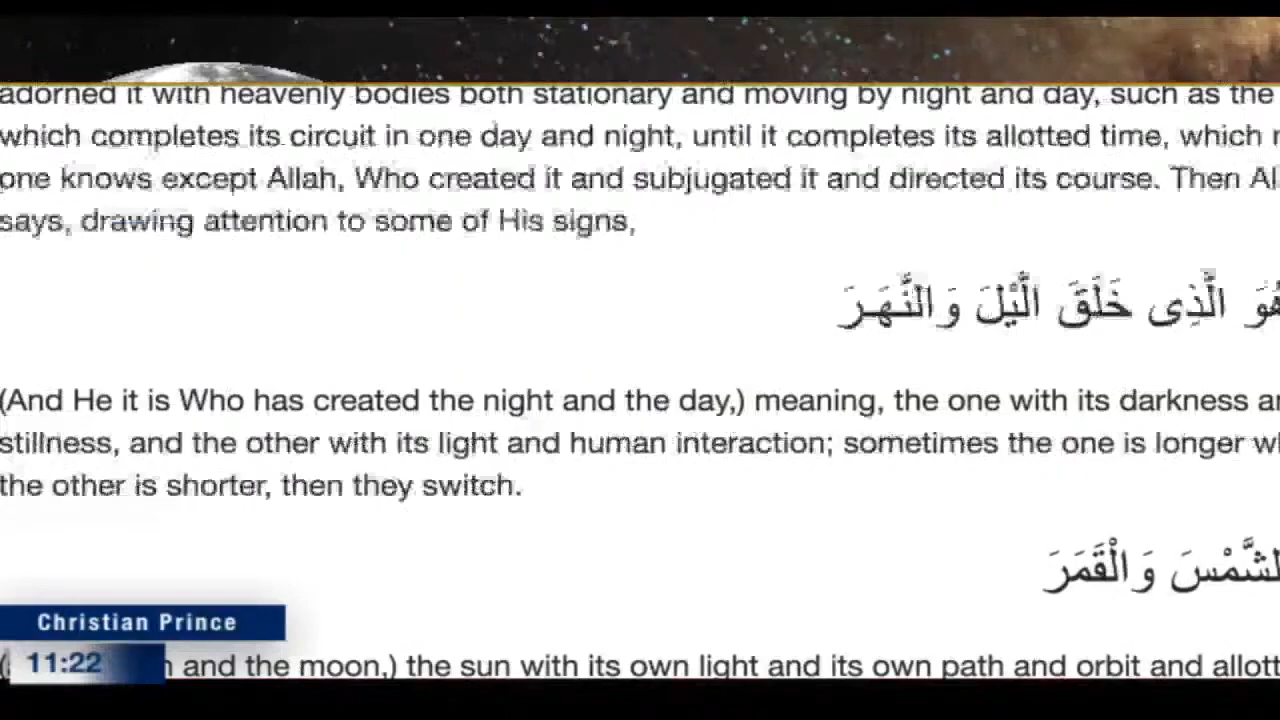 adorned it with heavenly bodies both stationary and moving by night and day, such as the
which completes its circuit in one day and night, until it completes its allotted time, which
one knows except Allah, Who created it and subjugated it and directed its course. Then
says, drawing attention to some of His signs,
هُوَ الَّذِى خَلَقَ الَّيْلَ وَالنَّهَـرَ
(And He it is Who has created the night and the day,) meaning, the one with its darkness
stillness, and the other with its light and human interaction; sometimes the one is longer
the other is shorter, then they switch.
الشَّمْسَ وَالْقَمَرَ
Christian Prince
11:22
and the moon,) the sun with its own light and its own path and orbit and